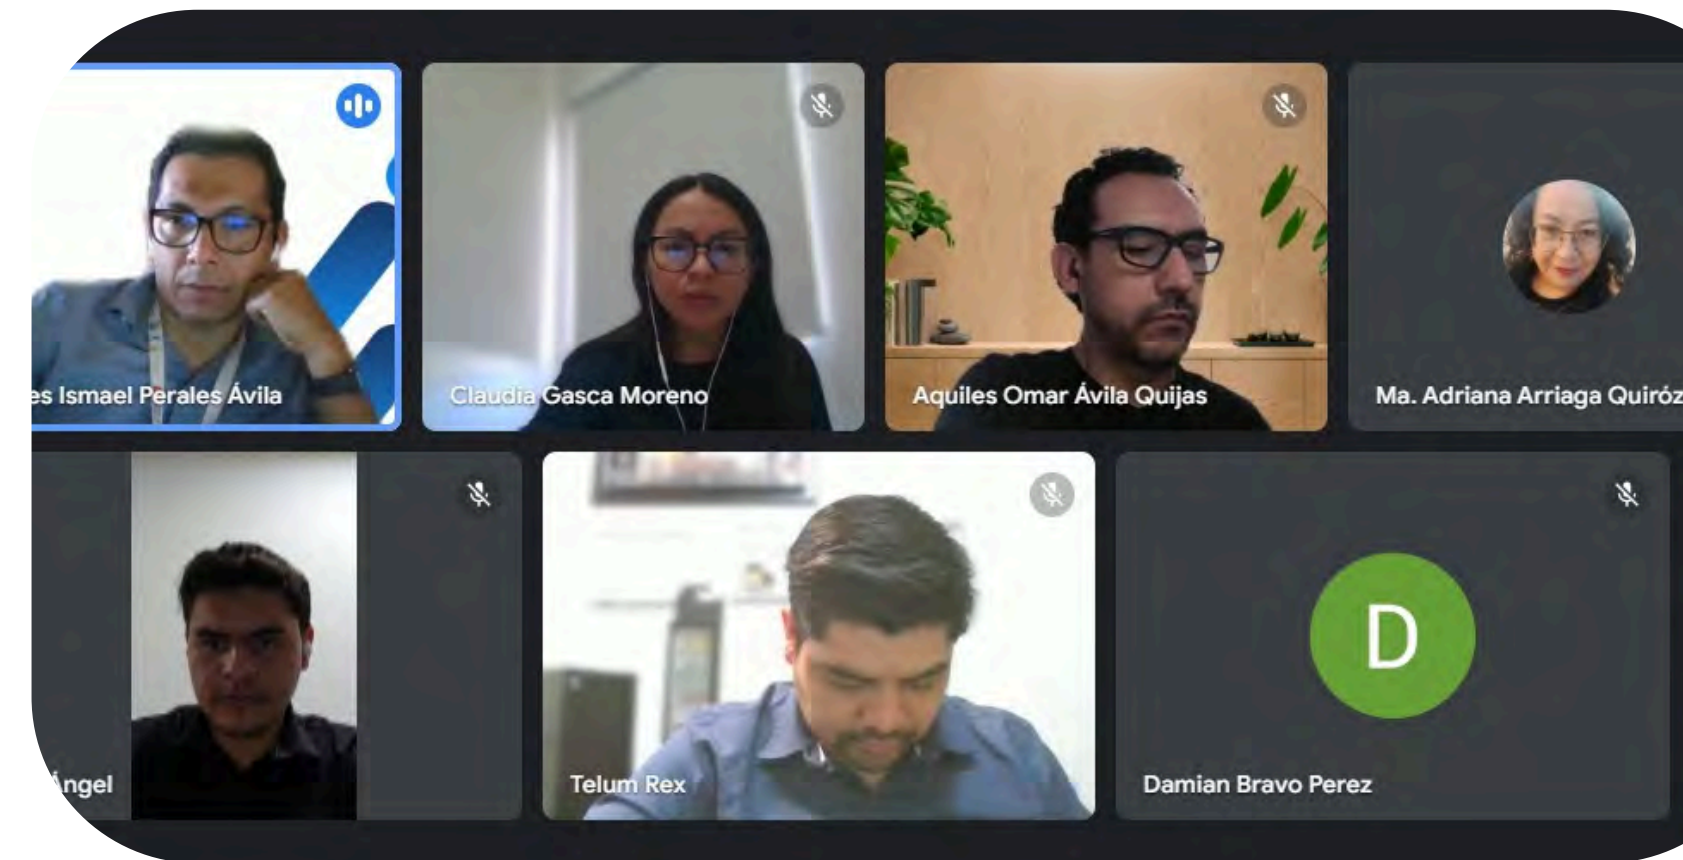 es Ismael Perales Ávila
Claudia Gasca Moreno
Aquiles Omar Ávila Quijas
Ma. Adriana Arriaga Quiróz
Ángel
Telum Rex
D
Damian Bravo Perez